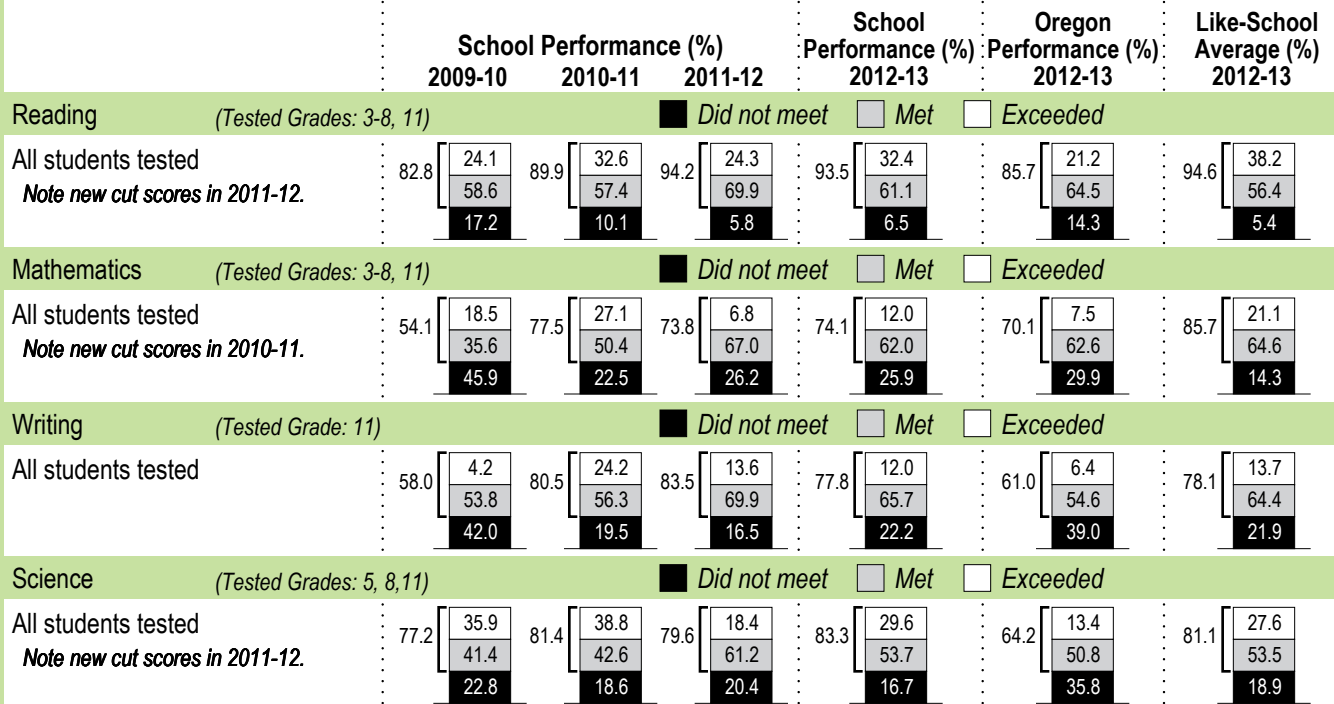 School Performance (%)
2009-10 2010-11 2011-12
School
Performance (%)
2012-13
Oregon
Performance (%)
2012-13
Like-School
Average (%)
2012-13
Reading (Tested Grades: 3-8, 11) Did not meet Met Exceeded
All students tested
Note new cut scores in 2011-12.
82.8 24.1 89.9 32.6 94.2 24.3 93.5 32.4 85.7 21.2 94.6 38.2
58.6 57.4 69.9 61.1 64.5 56.4
17.2 10.1 5.8 6.5 14.3 5.4
Mathematics (Tested Grades: 3-8, 11) Did not meet Met Exceeded
All students tested
Note new cut scores in 2010-11.
54.1 18.5 77.5 27.1 73.8 6.8 74.1 12.0 70.1 7.5 85.7 21.1
35.6 50.4 67.0 62.0 62.6 64.6
45.9 22.5 26.2 25.9 29.9 14.3
Writing (Tested Grade: 11) Did not meet Met Exceeded
All students tested
58.0 4.2 80.5 24.2 83.5 13.6 77.8 12.0 61.0 6.4 78.1 13.7
53.8 56.3 69.9 65.7 54.6 64.4
42.0 19.5 16.5 22.2 39.0 21.9
Science (Tested Grades: 5, 8,11) Did not meet Met Exceeded
All students tested
Note new cut scores in 2011-12.
77.2 35.9 81.4 38.8 79.6 18.4 83.3 29.6 64.2 13.4 81.1 27.6
41.4 42.6 61.2 53.7 50.8 53.5
22.8 18.6 20.4 16.7 35.8 18.9